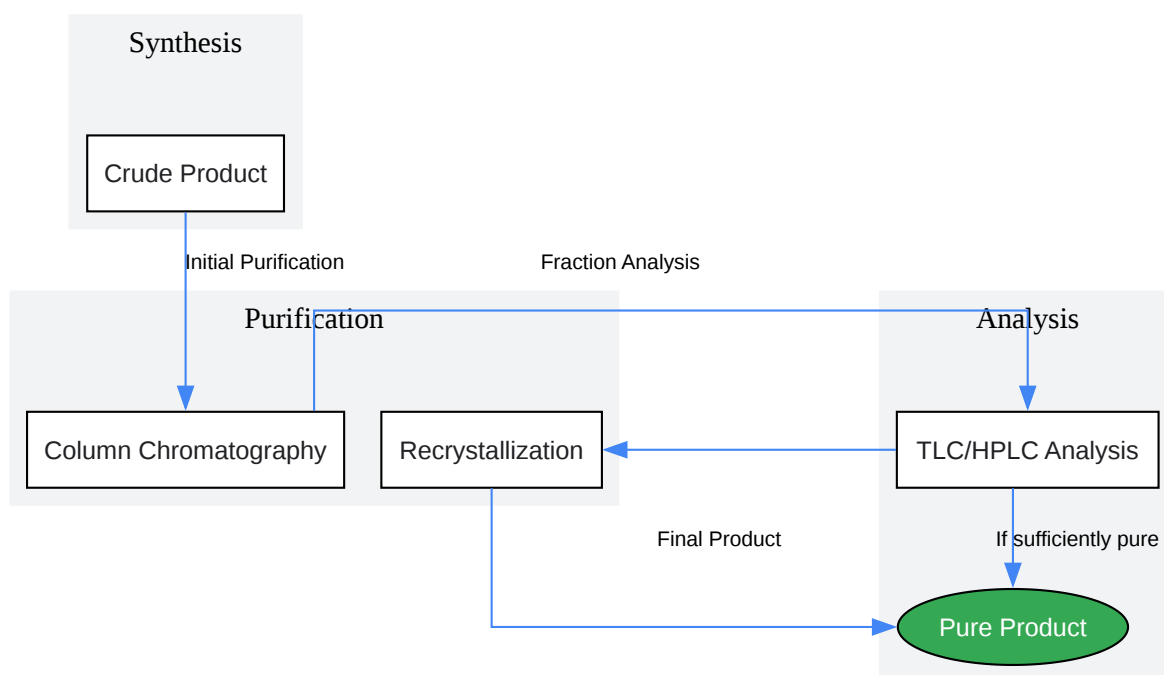 Synthesis
Crude Product
Initial Purification
Fraction Analysis
Purification
Analysis
Column Chromatography
Recrystallization
TLC/HPLC Analysis
Final Product
If sufficiently pure
Pure Product